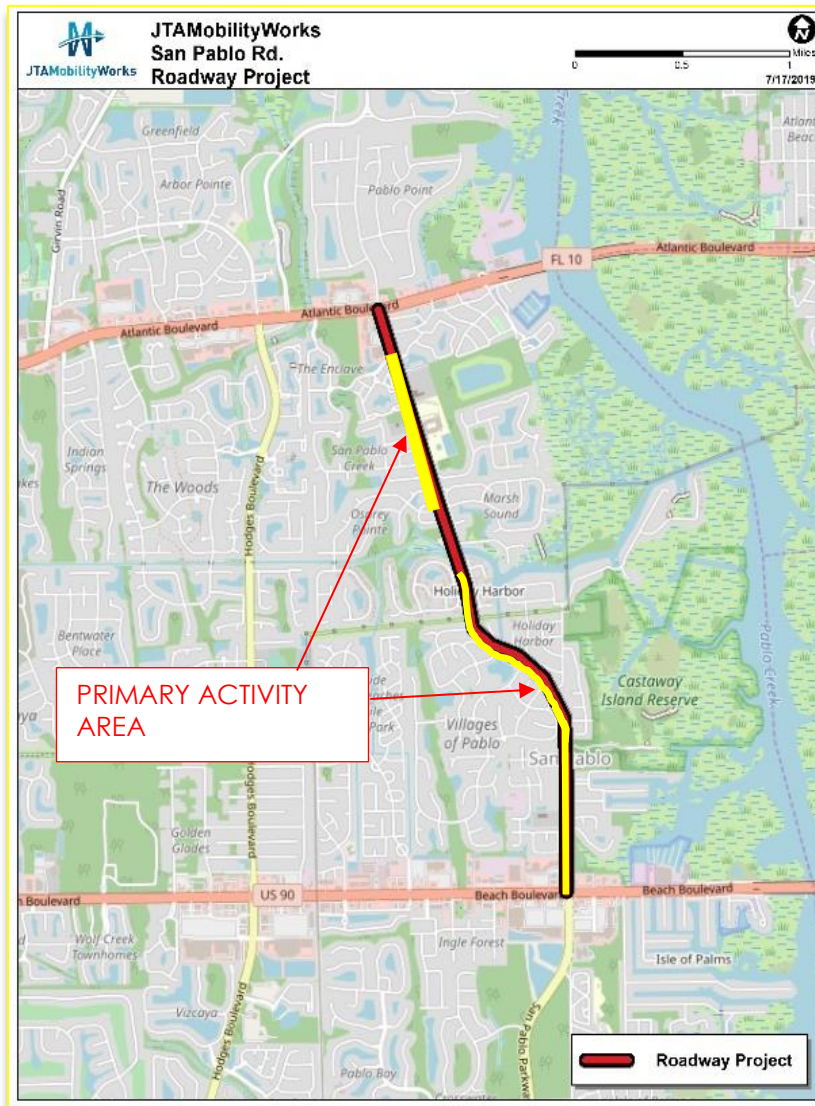 JTAMobilityWorks
JTAMobilityWorks
San Pablo Rd.
Roadway Project
N
Miles
0 0.5 1
7/17/2019
Greenfield
Arbor Pointe
Pablo Point
Girvin Road
Creek
Atlantic Boulevard
FL 10
Atlantic Boulevard
Atlantic Boulevard
The Enclave
Indian
Springs
The Woods
San Pablo
Creek
Hodges Boulevard
Osprey
Pointe
Marsh
Sound
Holiday Harbor
Holiday
Harbor
Bentwater
Place
Castaway
Island Reserve
Pablo Creek
PRIMARY ACTIVITY
AREA
Park
Villages
of Pablo
San Pablo
Hodges Boulevard
Golden
Glades
Boulevard
US 90
Beach Boulevard
Beach Boulevard
Wolf Creek
Townhomes
Ingle Forest
Isle of Palms
Vizcaya
Hodges Boulevard
San Pablo Parkway
Pablo Bay
Roadway Project